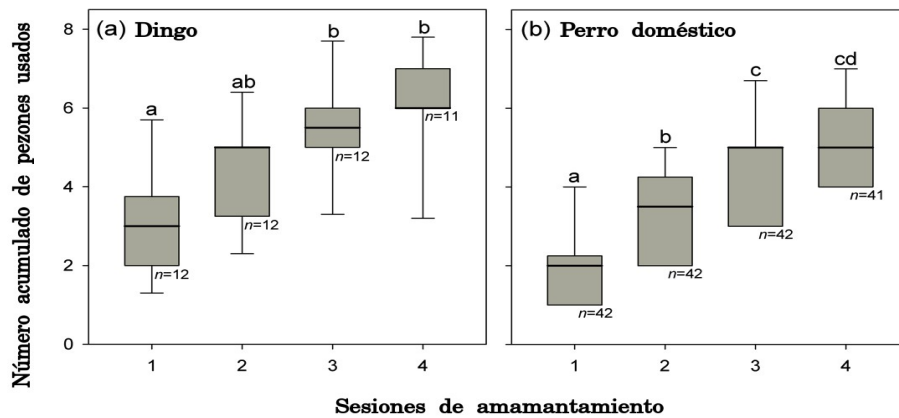 Número acumulado de pezones usados
(a) Dingo
8
6
4
2
0
a
ab
b
b
n=12
n=12
n=12
n=11
1 2 3 4
(b) Perro doméstico
a
b
c
cd
n=42
n=42
n=42
n=41
1 2 3 4
Sesiones de amamantamiento